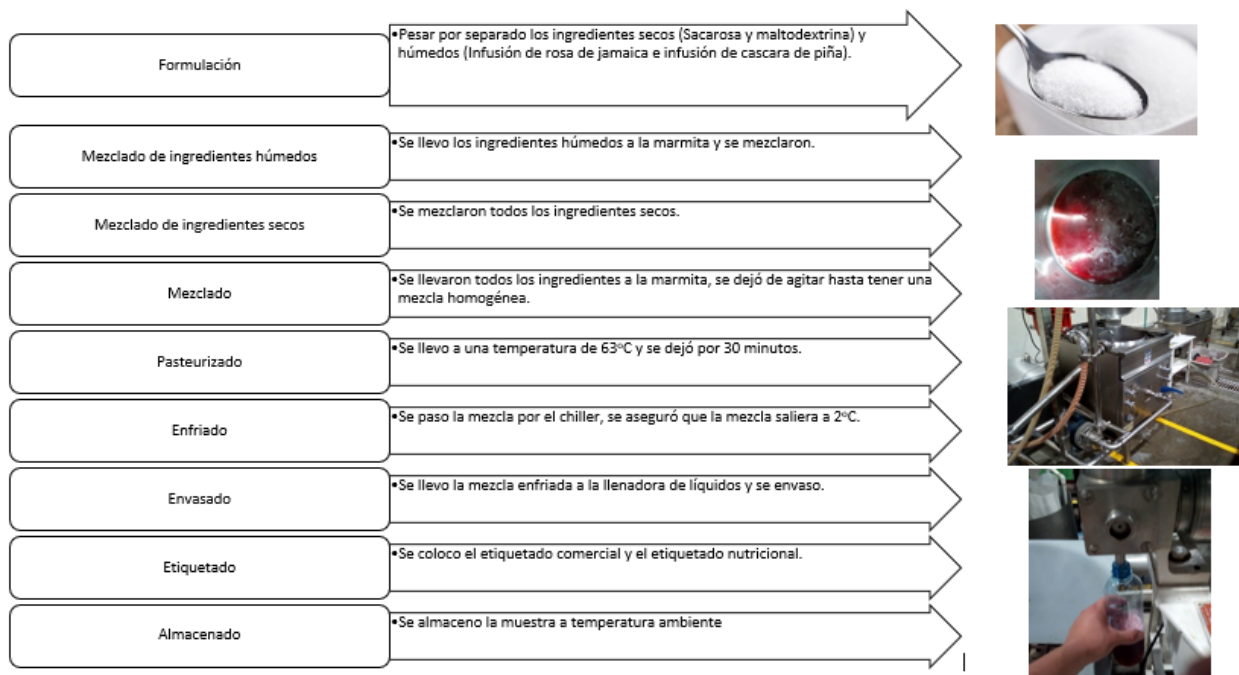 Formulación
•Pesar por separado los ingredientes secos (Sacarosa y maltodextrina) y
húmedos (Infusión de rosa de jamaica e infusión de cascara de piña).
Mezclado de ingredientes húmedos
•Se llevo los ingredientes húmedos a la marmita y se mezclaron.
Mezclado de ingredientes secos
•Se mezclaron todos los ingredientes secos.
Mezclado
•Se llevaron todos los ingredientes a la marmita, se dejó de agitar hasta tener una
mezcla homogénea.
Pasteurizado
•Se llevo a una temperatura de 63°C y se dejó por 30 minutos.
Enfriado
•Se paso la mezcla por el chiller, se aseguró que la mezcla saliera a 2°C.
Envasado
•Se llevo la mezcla enfriada a la llenadora de líquidos y se envaso.
Etiquetado
•Se coloco el etiquetado comercial y el etiquetado nutricional.
Almacenado
•Se almaceno la muestra a temperatura ambiente